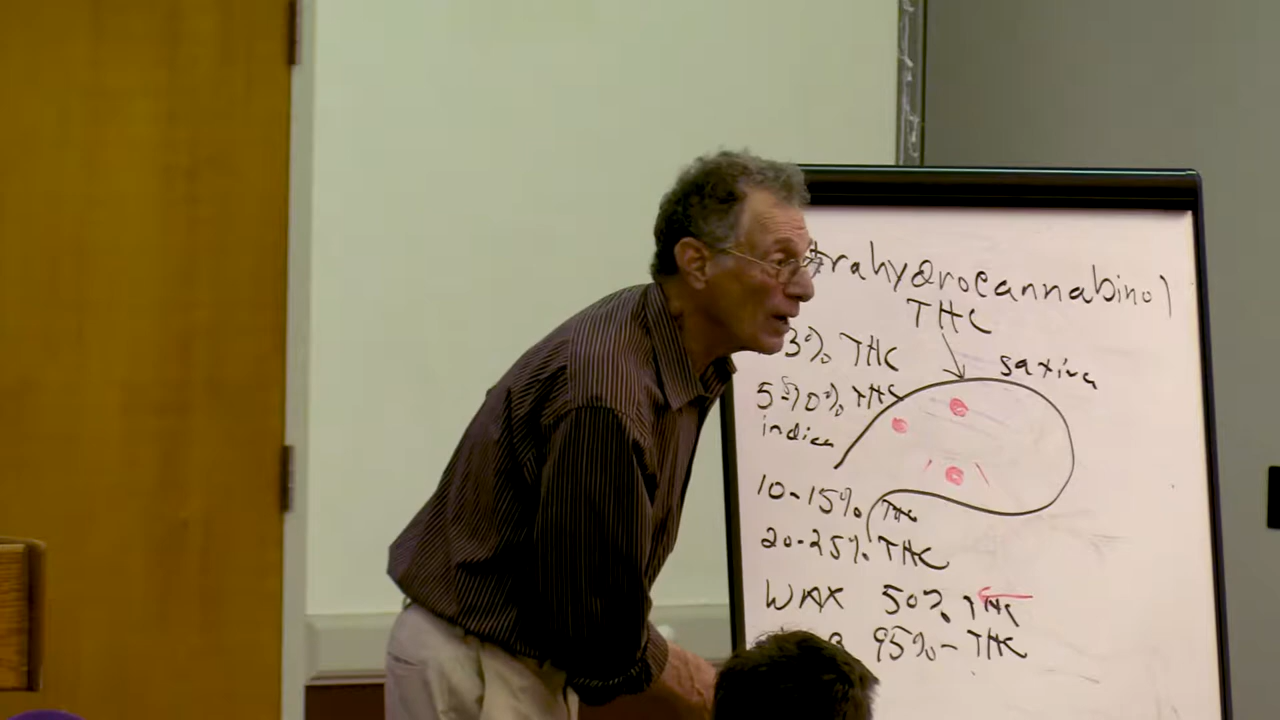 trahydrocannabinol
THC
3% THC
sativa
5-10% THC
indica
10-15% THC
20-25% THC
WAX 50% THC
95%- THC